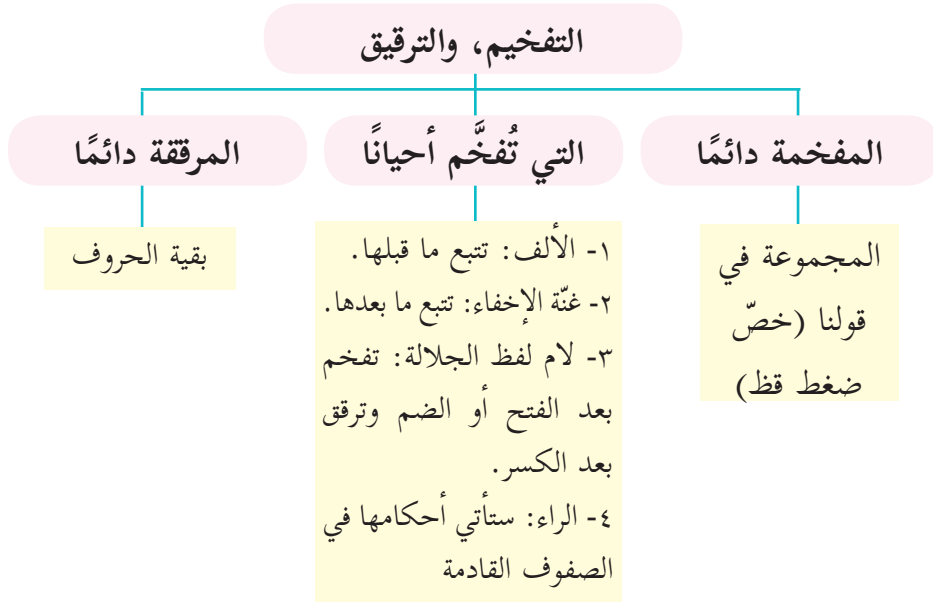 التفخيم، والترقيق
المفخمة دائمًا
التي تُفخَّم أحيانًا
المرققة دائمًا
المجموعة في
قولنا (خصّ
ضغط قظ)
١- الألف: تتبع ما قبلها.
٢- غنّة الإخفاء: تتبع ما بعدها.
٣- لام لفظ الجلالة: تفخم
بعد الفتح أو الضم وترقق
بعد الكسر.
٤- الراء: ستأتي أحكامها في
الصفوف القادمة
بقية الحروف